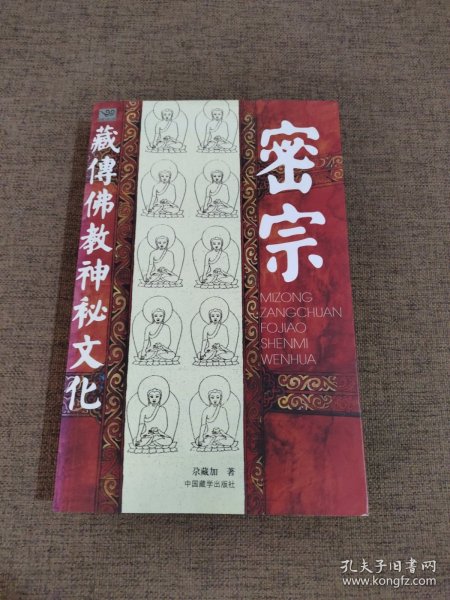 密宗
MIZONG
ZANGCHUAN
FOJIAO
SHENMI
WENHUA
藏傳佛教神秘文化
尕藏加 著
中国藏学出版社
孔夫子旧书网
www.kongfz.com